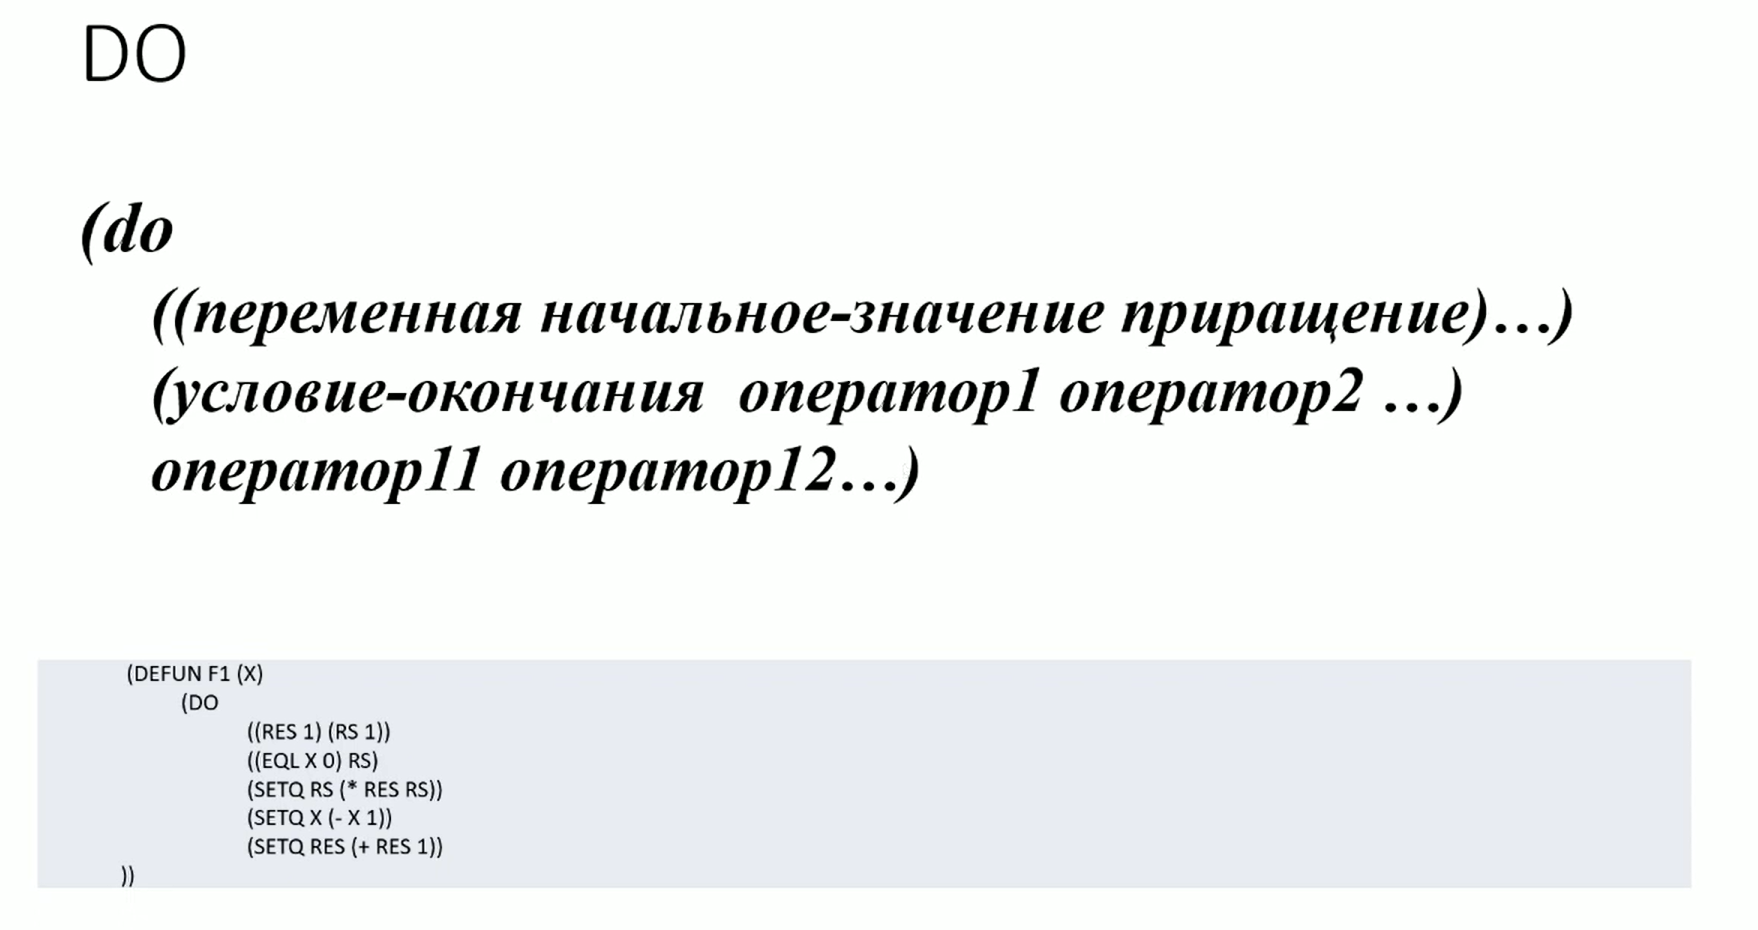 DO
(do
((переменная начальное-значение приращение)…)
(условие-окончания оператор1 оператор2 …)
оператор11 оператор12…)
(DEFUN F1 (X)
(DO
((RES 1) (RS 1))
((EQL X 0) RS)
(SETQ RS (* RES RS))
(SETQ X (- X 1))
(SETQ RES (+ RES 1))
))